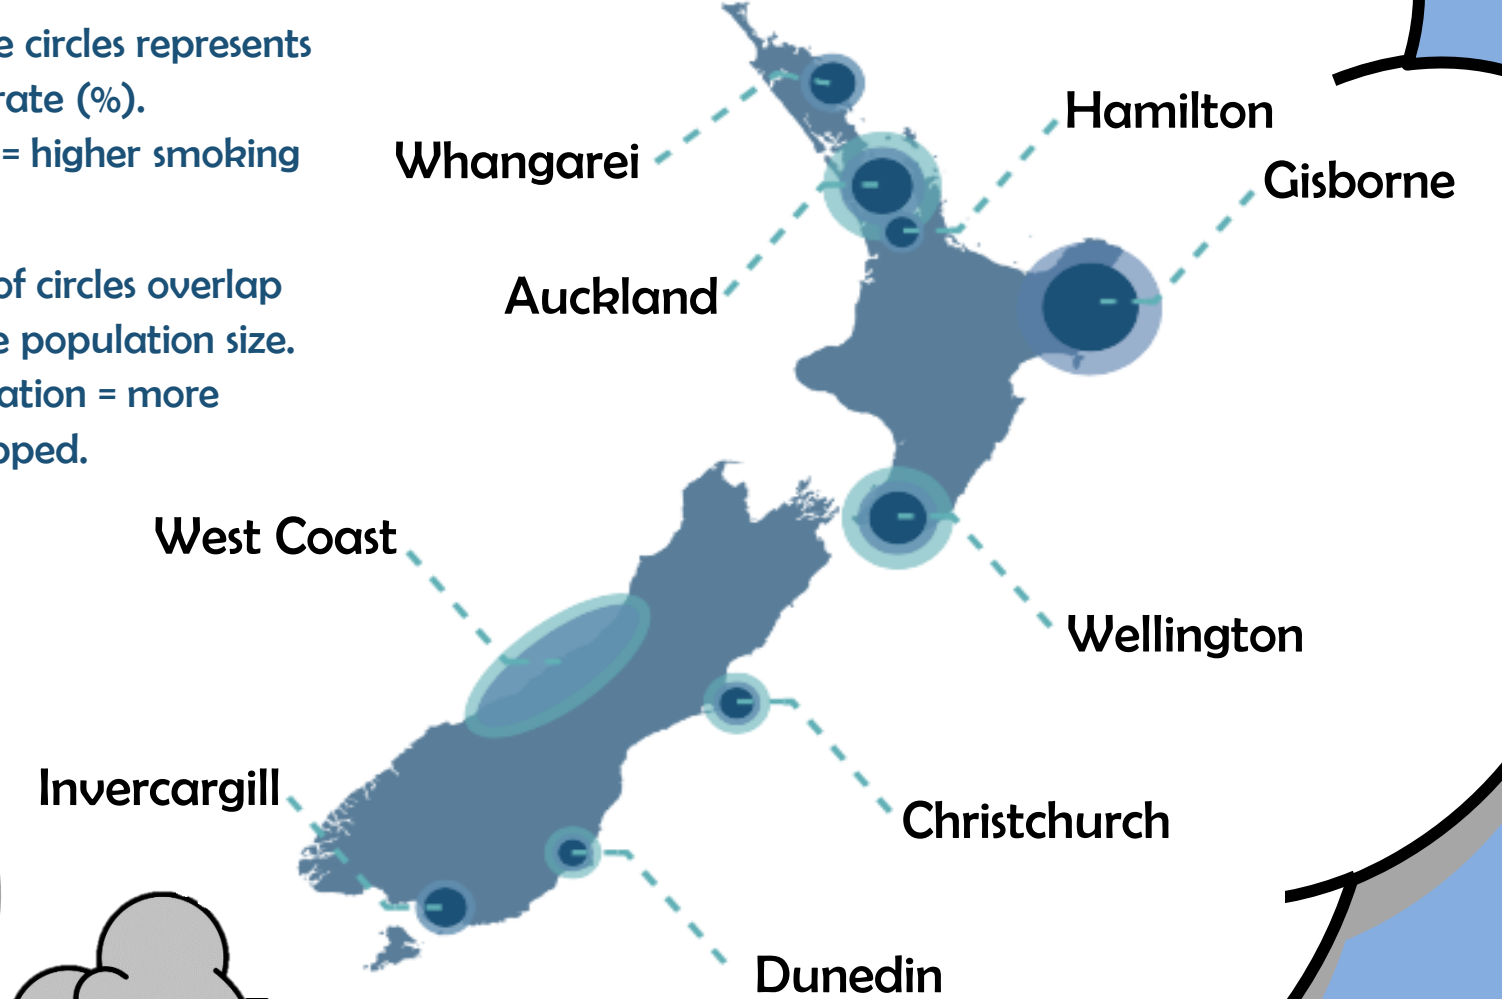 e circles represents
rate (%).
= higher smoking
of circles overlap
e population size.
ation = more
pped.
Whangarei
Hamilton
Gisborne
Auckland
West Coast
Wellington
Invercargill
Christchurch
Dunedin